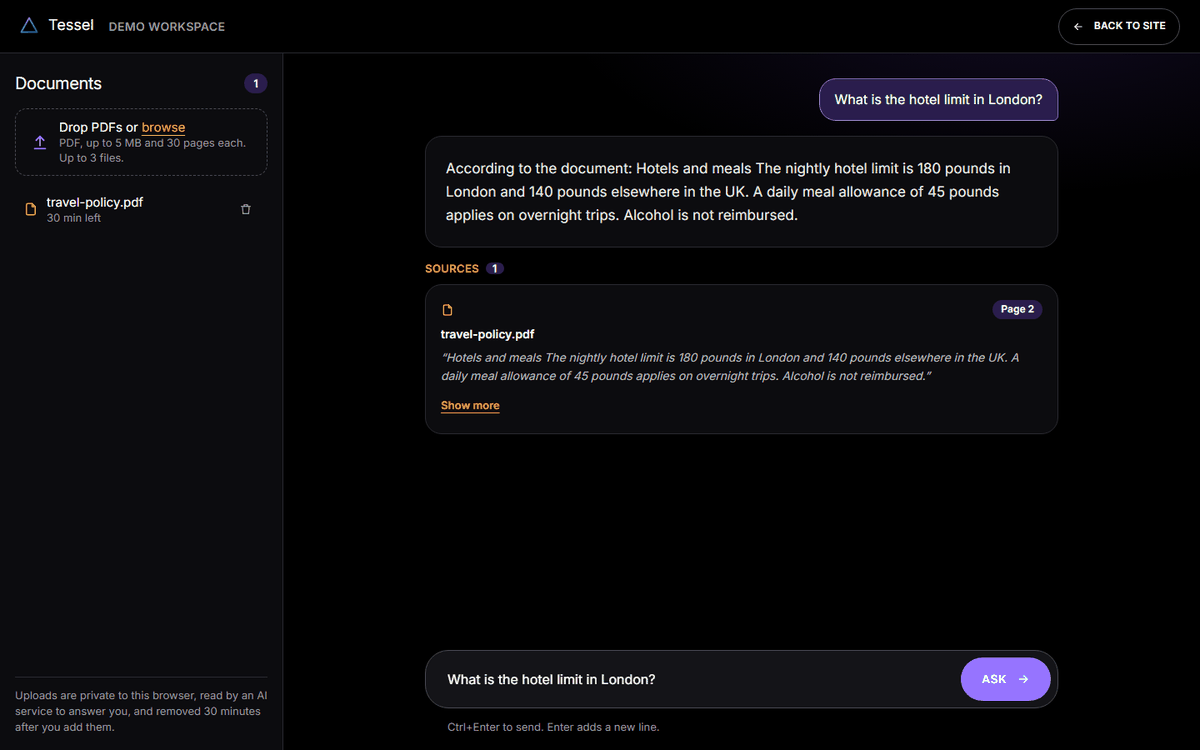 Tessel DEMO WORKSPACE
← BACK TO SITE
Documents 1
Drop PDFs or browse
PDF, up to 5 MB and 30 pages each.
Up to 3 files.
travel-policy.pdf
30 min left
Uploads are private to this browser, read by an AI
service to answer you, and removed 30 minutes
after you add them.
What is the hotel limit in London?
According to the document: Hotels and meals The nightly hotel limit is 180 pounds in
London and 140 pounds elsewhere in the UK. A daily meal allowance of 45 pounds
applies on overnight trips. Alcohol is not reimbursed.
SOURCES 1
Page 2
travel-policy.pdf
“Hotels and meals The nightly hotel limit is 180 pounds in London and 140 pounds elsewhere in the UK. A
daily meal allowance of 45 pounds applies on overnight trips. Alcohol is not reimbursed.”
Show more
What is the hotel limit in London?
ASK →
Ctrl+Enter to send. Enter adds a new line.